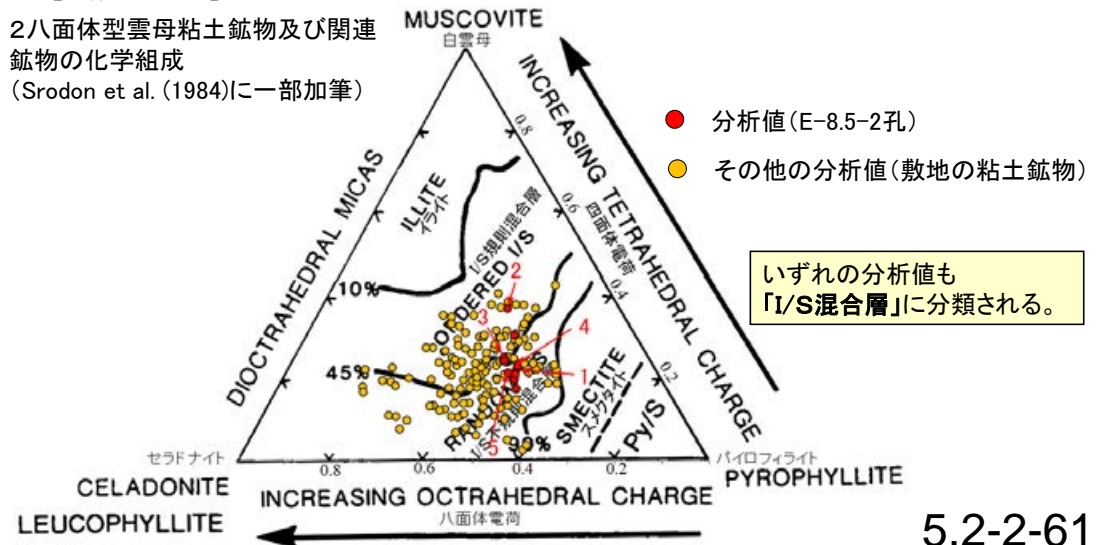 2八面体型雲母粘土鉱物及び関連
鉱物の化学組成
(Srodon et al. (1984)に一部加筆)
MUSCOVITE
白雲母
分析値(E-8.5-2孔)
その他の分析値(敷地の粘土鉱物)
いずれの分析値も
「I/S混合層」に分類される。
DIOCTRAHEDRAL MICAS
INCREASING TETRAHEDRAL CHARGE
四面体電荷
0.8
0.6
0.4
0.2
ILLITE
イライト
I/S規則混合層
ORDERED I/S
10%
45%
90%
I/S不規則混合
SMECTITE
スメクタイト
Py/S
2
3
4
1
5
セラドナイト
0.8
0.6
0.4
0.2
パイロフィライト
CELADONITE
LEUCOPHYLLITE
INCREASING OCTRAHEDRAL CHARGE
八面体電荷
PYROPHYLLITE
5.2-2-61